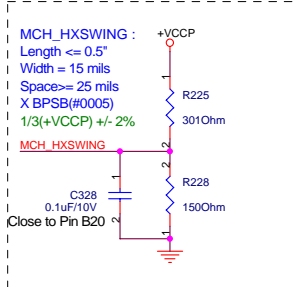 MCH_HXSWING :
+VCCP
Length <= 0.5"
Width = 15 mils
Space>= 25 mils
X BPSB(#0005)
1/3(+VCCP) +/- 2%
1
R225
301Ohm
2
MCH_HXSWING
1
2
R228
150Ohm
1
C328
0.1uF/10V
2
Close to Pin B20